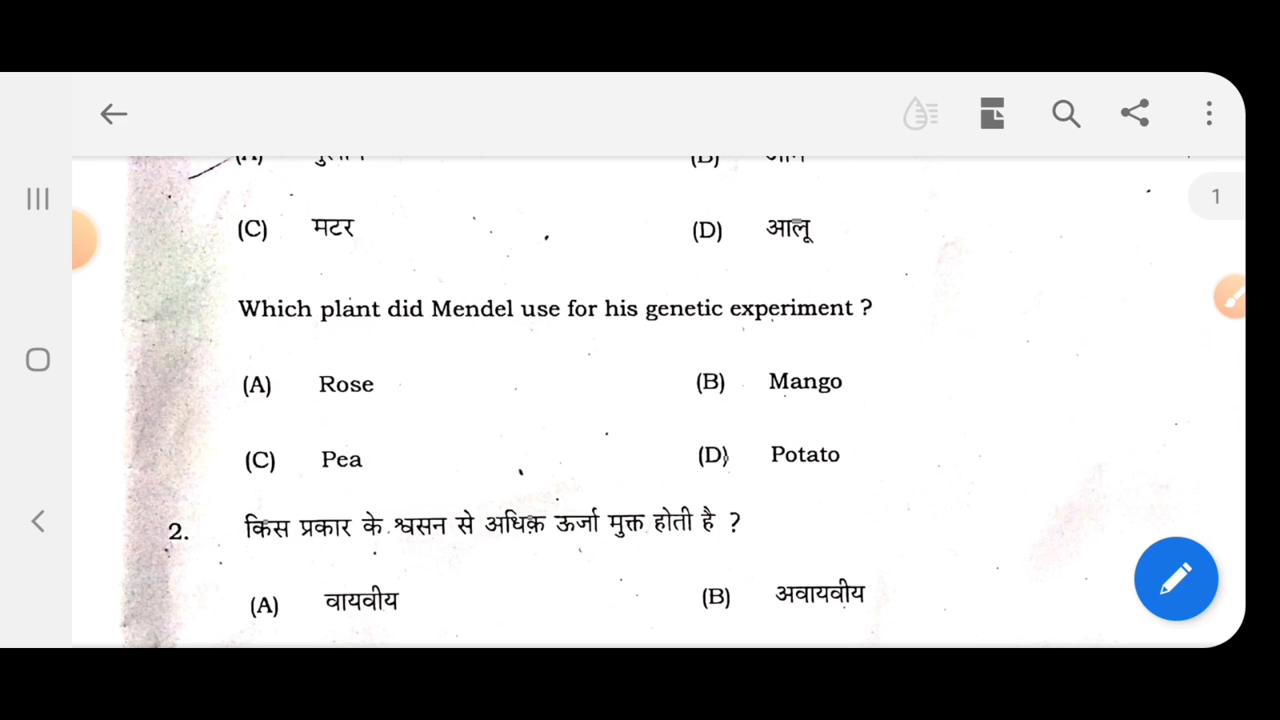 1
(C) मटर (D) आलू
Which plant did Mendel use for his genetic experiment ?
(A) Rose (B) Mango
(C) Pea (D) Potato
2. किस प्रकार के श्वसन से अधिक ऊर्जा मुक्त होती है ?
(A) वायवीय (B) अवायवीय